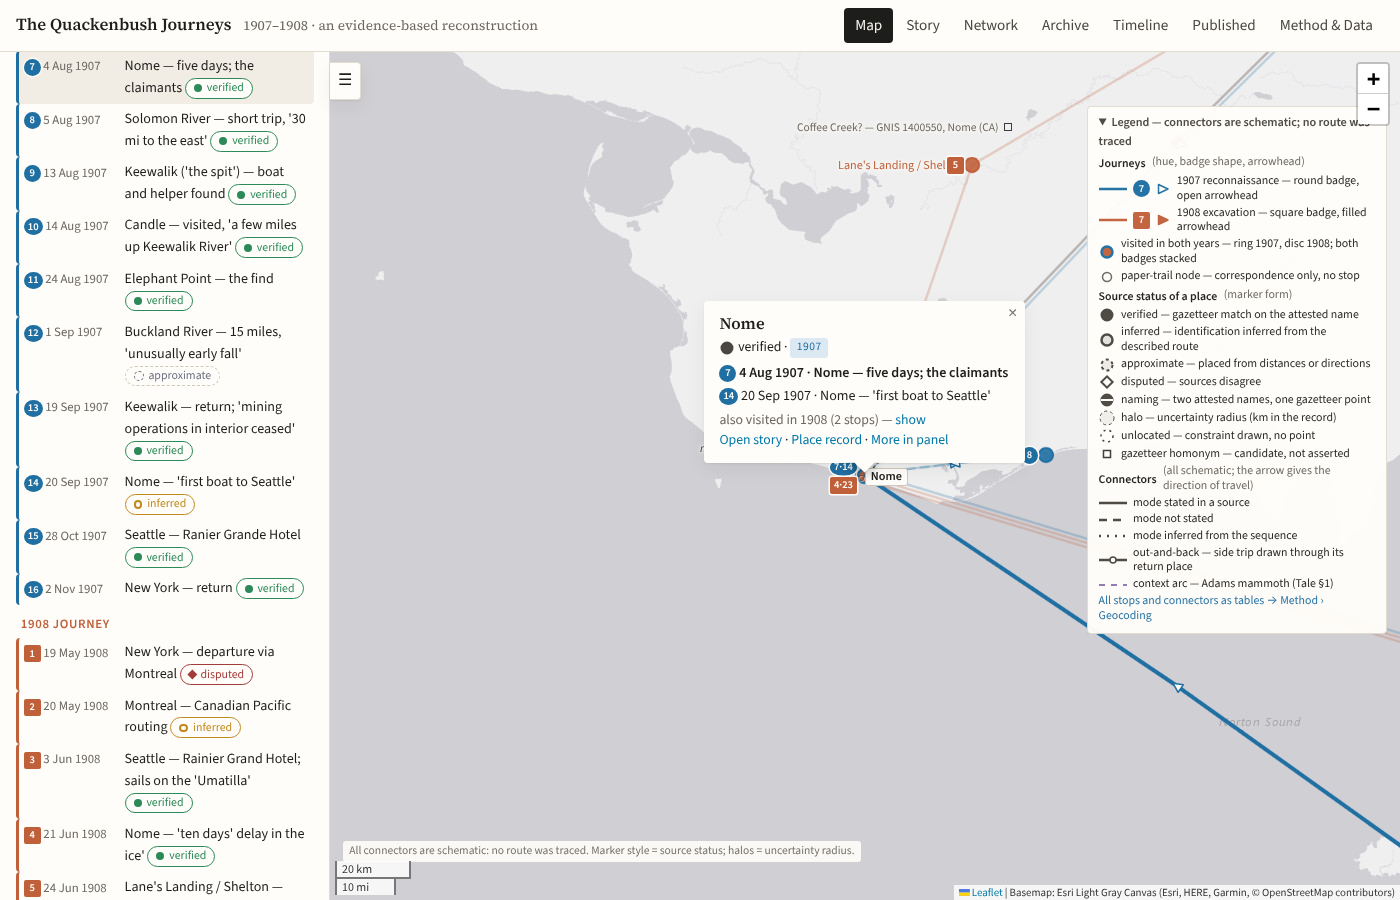 The Quackenbush Journeys 1907–1908 · an evidence-based reconstruction
Map Story Network Archive Timeline Published Method & Data
7 4 Aug 1907 Nome — five days; the
claimants verified
8 5 Aug 1907 Solomon River — short trip, '30
mi to the east' verified
9 13 Aug 1907 Keewalik ('the spit') — boat
and helper found verified
10 14 Aug 1907 Candle — visited, 'a few miles
up Keewalik River' verified
11 24 Aug 1907 Elephant Point — the find
verified
12 1 Sep 1907 Buckland River — 15 miles,
'unusually early fall'
approximate
13 19 Sep 1907 Keewalik — return; 'mining
operations in interior ceased'
verified
14 20 Sep 1907 Nome — 'first boat to Seattle'
inferred
15 28 Oct 1907 Seattle — Ranier Grande Hotel
verified
16 2 Nov 1907 New York — return verified
1908 JOURNEY
1 19 May 1908 New York — departure via
Montreal disputed
2 20 May 1908 Montreal — Canadian Pacific
routing inferred
3 3 Jun 1908 Seattle — Rainier Grand Hotel;
sails on the 'Umatilla'
verified
4 21 Jun 1908 Nome — 'ten days' delay in the
ice' verified
5 24 Jun 1908 Lane's Landing / Shelton —
☰
Coffee Creek? — GNIS 1400550, Nome (CA)
Lane's Landing / Shel 5
Nome
×
verified · 1907
7 4 Aug 1907 · Nome — five days; the claimants
14 20 Sep 1907 · Nome — 'first boat to Seattle'
also visited in 1908 (2 stops) — show
Open story · Place record · More in panel
8
7·14
4·23
Nome
Norton Sound
+
−
▼ Legend — connectors are schematic; no route was
traced
Journeys (hue, badge shape, arrowhead)
7 1907 reconnaissance — round badge,
open arrowhead
7 1908 excavation — square badge, filled
arrowhead
visited in both years — ring 1907, disc 1908; both
badges stacked
paper-trail node — correspondence only, no stop
Source status of a place (marker form)
verified — gazetteer match on the attested name
inferred — identification inferred from the
described route
approximate — placed from distances or directions
disputed — sources disagree
naming — two attested names, one gazetteer point
halo — uncertainty radius (km in the record)
unlocated — constraint drawn, no point
gazetteer homonym — candidate, not asserted
Connectors (all schematic; the arrow gives the
direction of travel)
mode stated in a source
mode not stated
mode inferred from the sequence
out-and-back — side trip drawn through its
return place
context arc — Adams mammoth (Tale §1)
All stops and connectors as tables → Method ›
Geocoding
All connectors are schematic: no route was traced. Marker style = source status; halos = uncertainty radius.
20 km
10 mi
Leaflet | Basemap: Esri Light Gray Canvas (Esri, HERE, Garmin, © OpenStreetMap contributors)